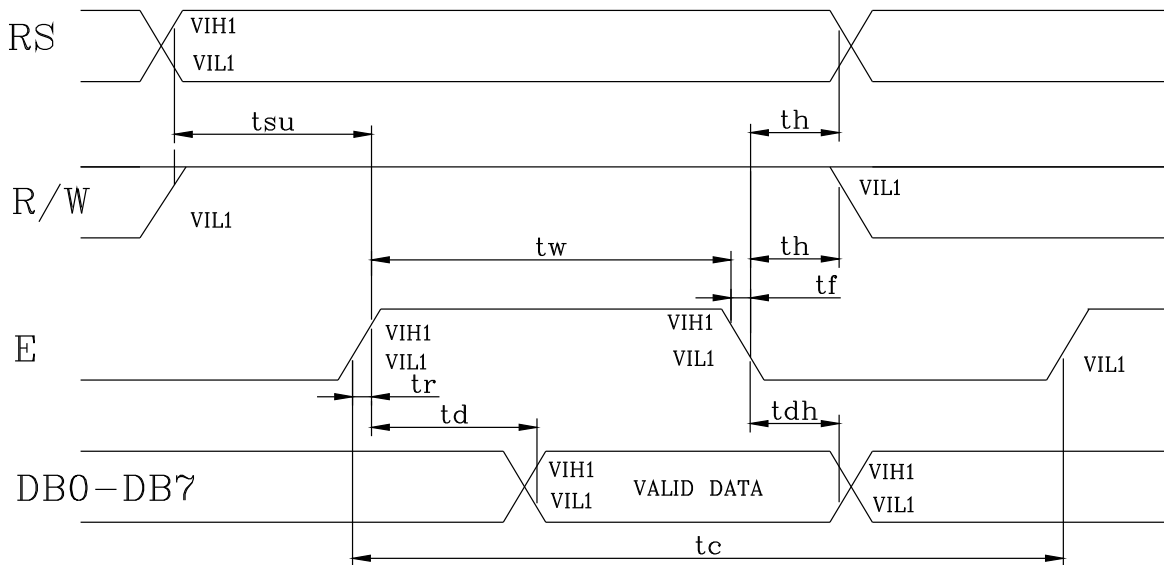 RS
VIH1
VIL1
tsu
th
R/W
VIL1
VIL1
tw
th
tf
E
VIH1
VIL1
VIH1
VIL1
VIL1
tr
td
tdh
DB0-DB7
VIH1
VIL1
VALID DATA
VIH1
VIL1
tc